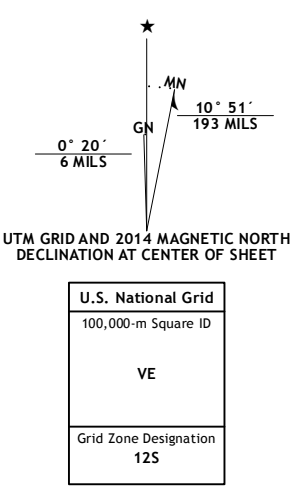 ★
MN
GN
10° 51´
193 MILS
0° 20´
6 MILS
UTM GRID AND 2014 MAGNETIC NORTH
DECLINATION AT CENTER OF SHEET
U.S. National Grid
100,000-m Square ID
VE
Grid Zone Designation
12S